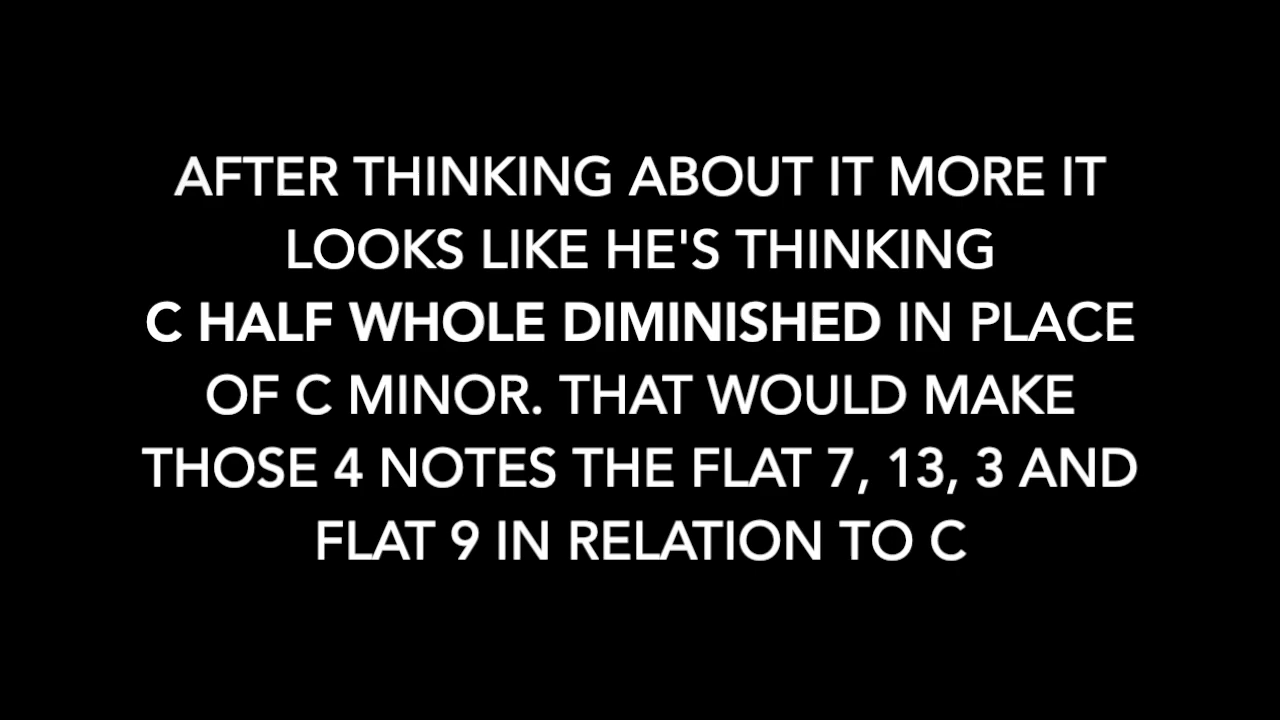 AFTER THINKING ABOUT IT MORE IT
LOOKS LIKE HE'S THINKING
C HALF WHOLE DIMINISHED IN PLACE
OF C MINOR. THAT WOULD MAKE
THOSE 4 NOTES THE FLAT 7, 13, 3 AND
FLAT 9 IN RELATION TO C